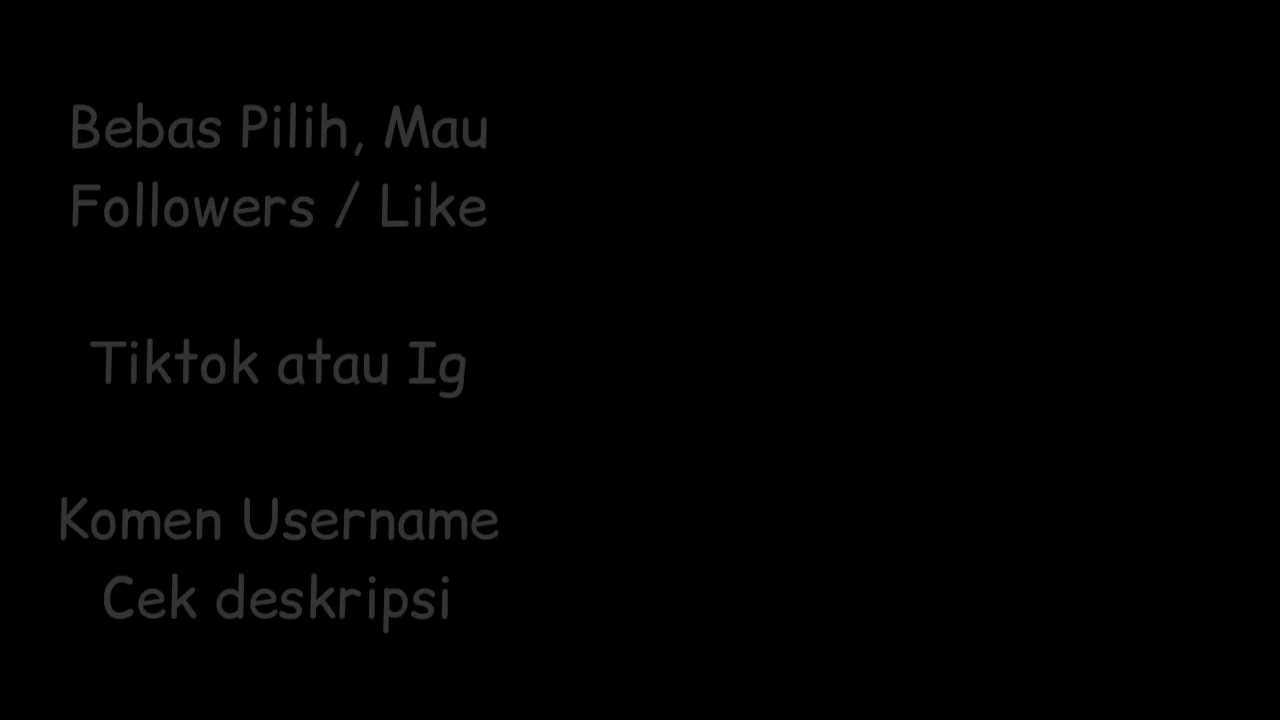 Bebas Pilih, Mau
Followers / Like
Tiktok atau Ig
Komen Username
Cek deskripsi